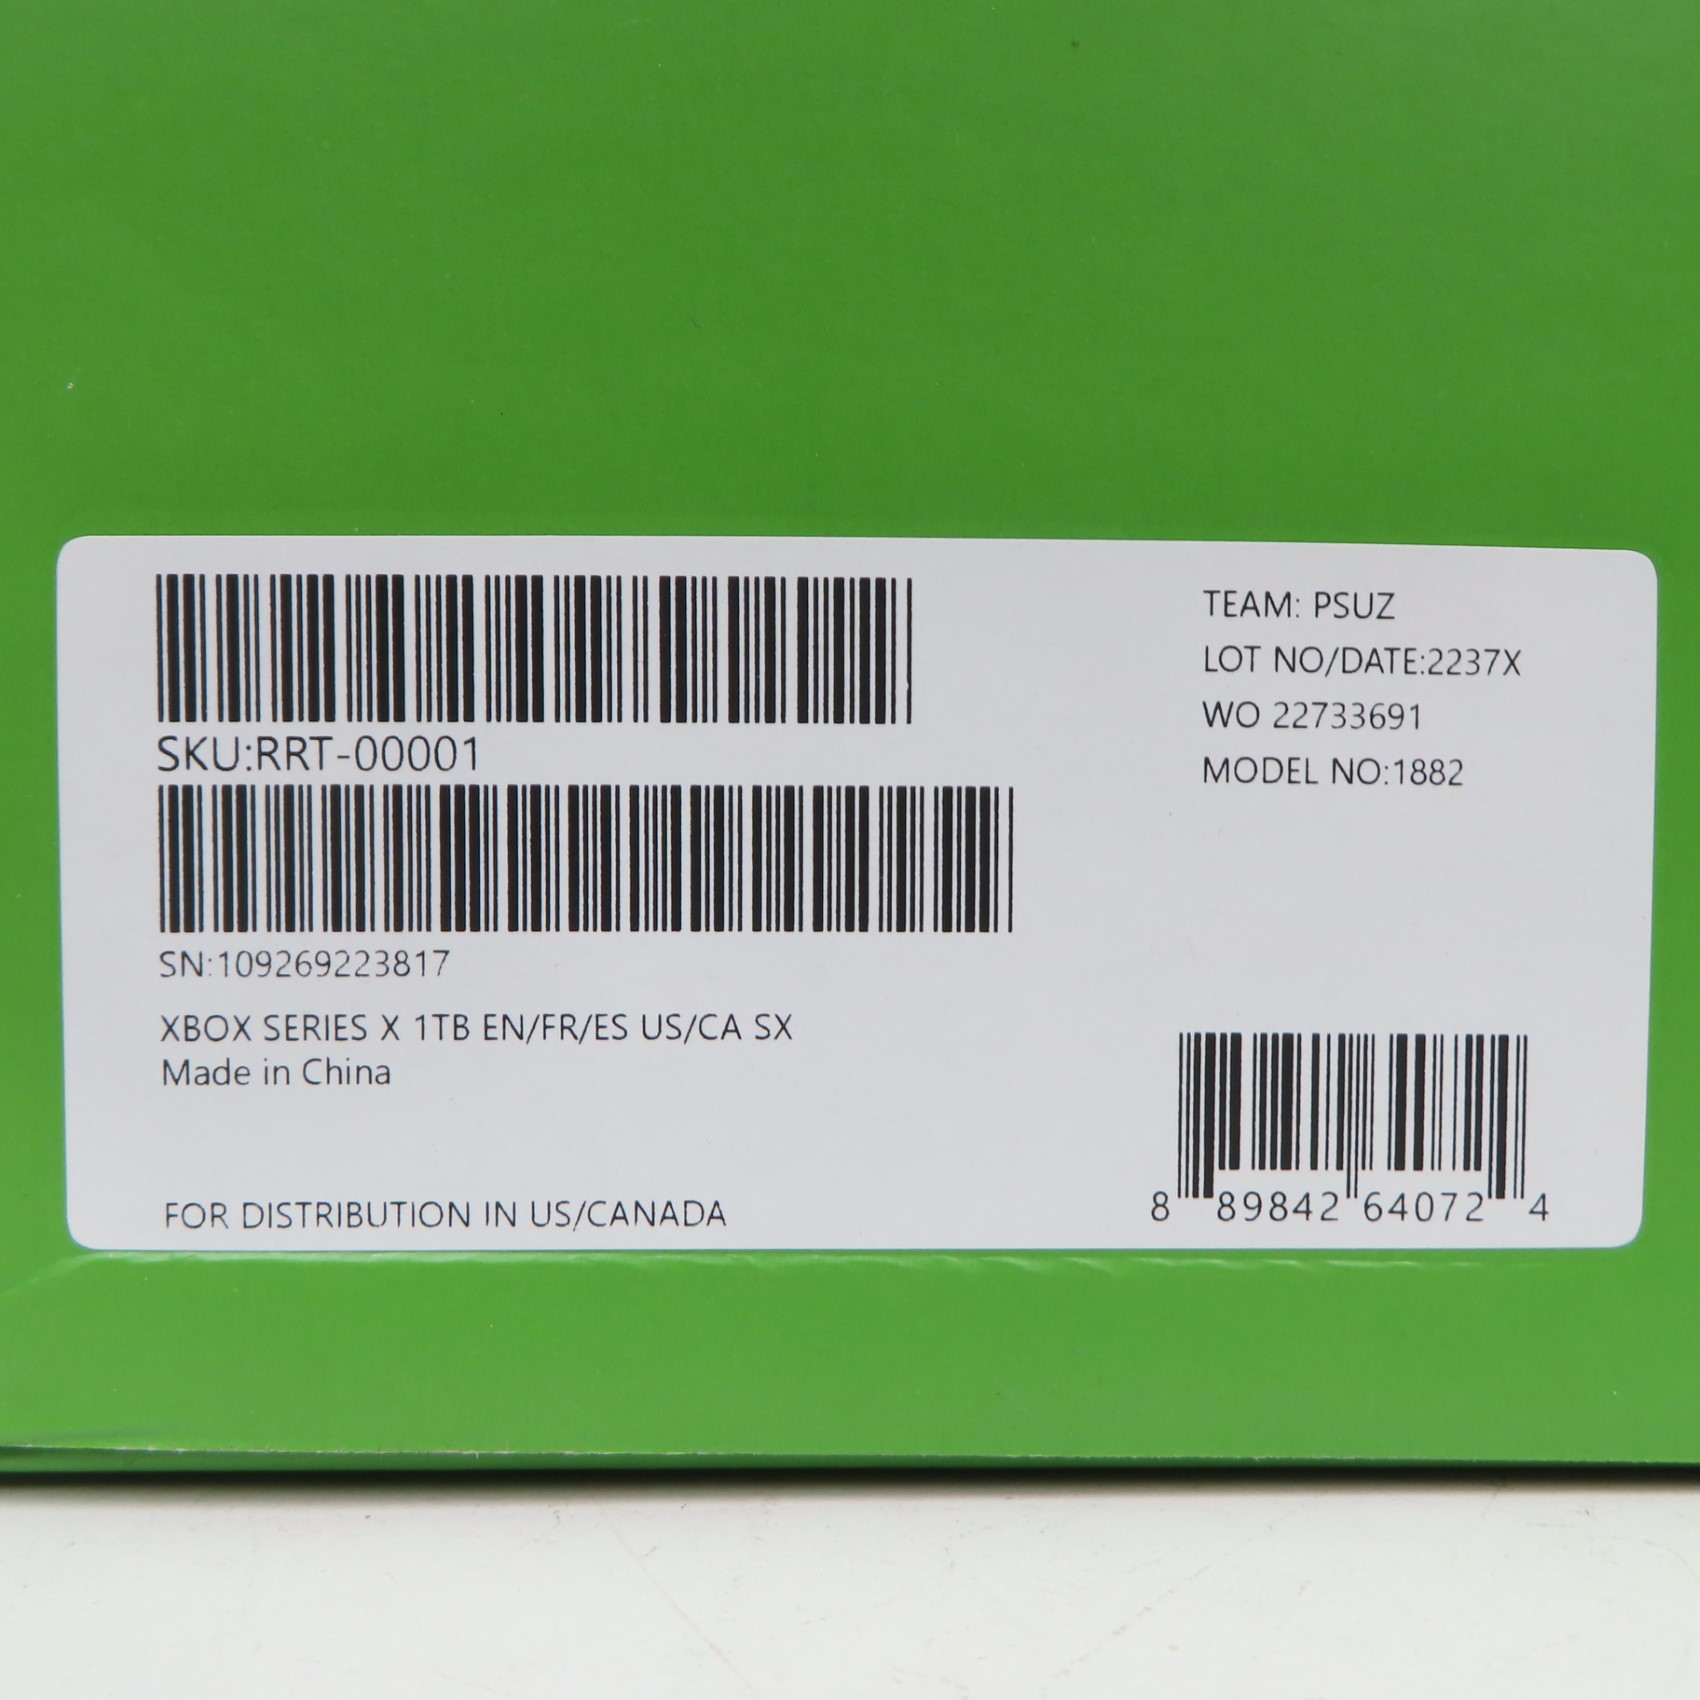 SKU:RRT-00001
SN:109269223817
XBOX SERIES X 1TB EN/FR/ES US/CA SX
Made in China
FOR DISTRIBUTION IN US/CANADA
TEAM: PSUZ
LOT NO/DATE:2237X
WO 22733691
MODEL NO:1882
8 89842 64072 4